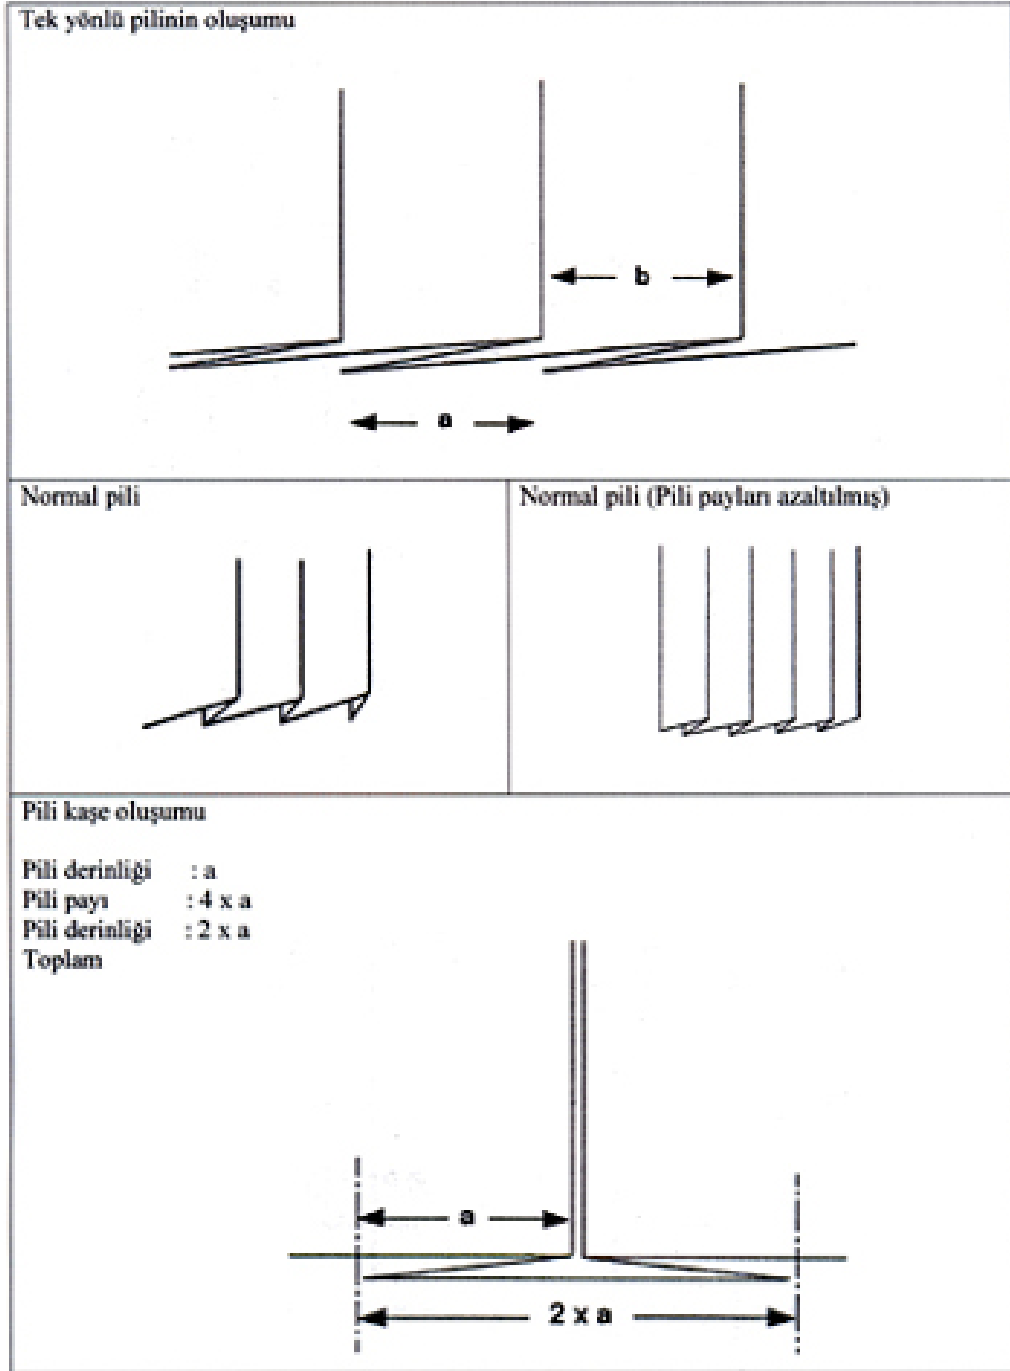 Tek yönlü pilinin oluşumu
b
a
Normal pili
Normal pili (Pili payları azaltılmış)
Pili kaşe oluşumu
Pili derinliği : a
Pili payı : 4 x a
Pili derinliği : 2 x a
Toplam
a
2 x a